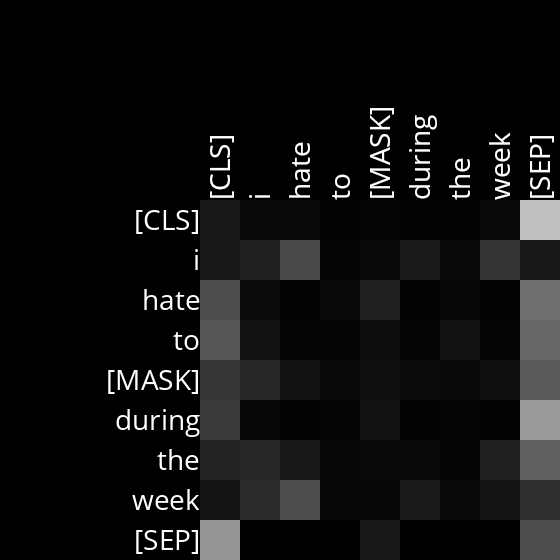 [CLS] i hate to [MASK] during the week [SEP]
[CLS]
i
hate
to
[MASK]
during
the
week
[SEP]